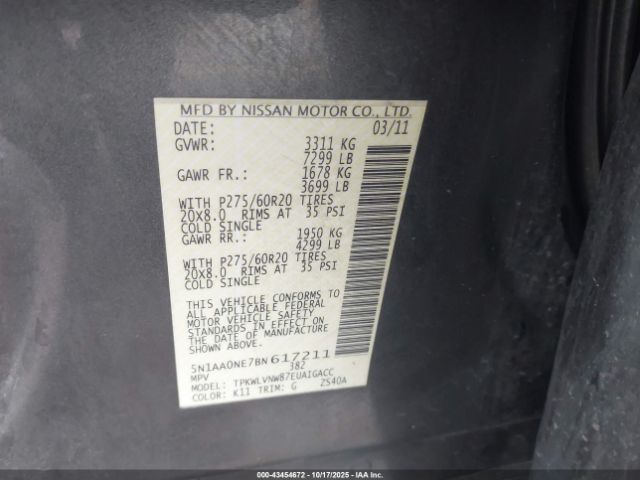 MFD BY NISSAN MOTOR CO., LTD.
DATE: 03/11
GVWR: 3311 KG
7299 LB
GAWR FR.: 1678 KG
3699 LB
WITH P275/60R20 TIRES
20X8.0 RIMS AT 35 PSI
COLD SINGLE
GAWR RR.: 1950 KG
4299 LB
WITH P275/60R20 TIRES
20X8.0 RIMS AT 35 PSI
COLD SINGLE
THIS VEHICLE CONFORMS TO
ALL APPLICABLE FEDERAL
MOTOR VEHICLE SAFETY
STANDARDS IN EFFECT ON
THE DATE OF MANUFACTURE
SHOWN ABOVE.
5N1AA0NE7BN617211
MPV 382
MODEL: TPKWLVNW87EUAIGACC
COLOR: K11 TRIM: G ZS40A
000-43454672 - 10/17/2025 - © IAA Inc.